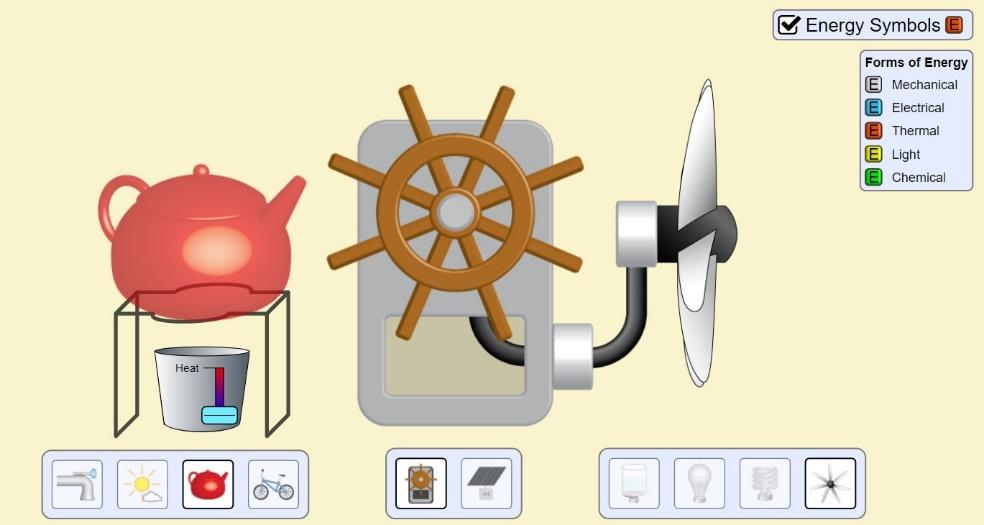 Energy Symbols E
Forms of Energy
E Mechanical
E Electrical
E Thermal
E Light
E Chemical
Heat